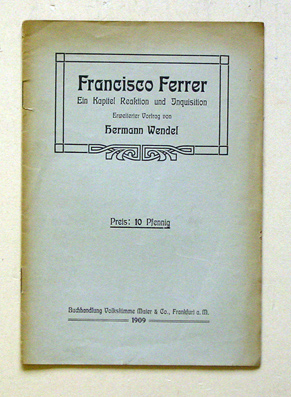 Francisco Ferrer
Ein Kapitel Reaktion und Inquisition
Erweiterter Vortrag von
Hermann Wendel
Preis: 10 Pfennig
Buchhandlung Volksstimme Maier & Co., Frankfurt a. M.
1909